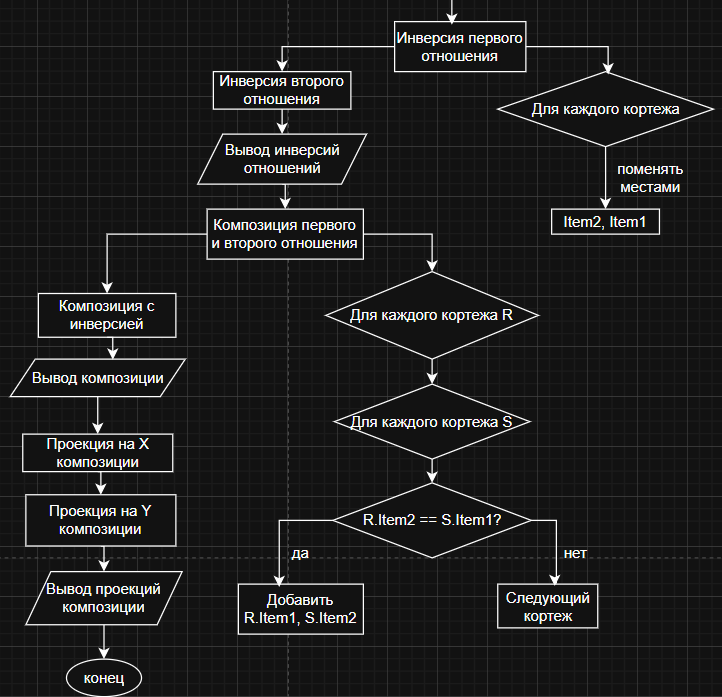 Инверсия первого
отношения
Инверсия второго
отношения
Для каждого кортежа
Вывод инверсий
отношений
поменять
местами
Item2, Item1
Композиция первого
и второго отношения
Композиция с
инверсией
Для каждого кортежа R
Вывод композиции
Для каждого кортежа S
Проекция на X
композиции
Проекция на Y
композиции
R.Item2 == S.Item1?
да
нет
Вывод проекций
композиции
Добавить
R.Item1, S.Item2
Следующий
кортеж
конец